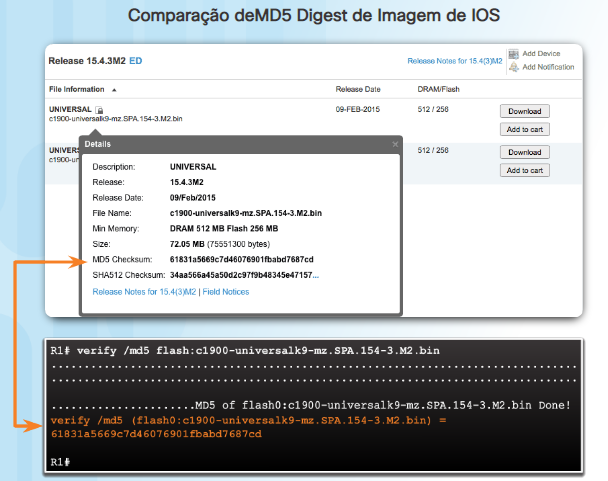 Comparação deMD5 Digest de Imagem de IOS
Release 15.4.3M2 ED
Release Notes for 15.4(3)M2
Add Device
Add Notification
File Information
Release Date
DRAM/Flash
UNIVERSAL
c1900-universalk9-mz.SPA.154-3.M2.bin
09-FEB-2015
512 / 256
Download
Add to cart
512 / 256
Download
Add to cart
Details
Description: UNIVERSAL
Release: 15.4.3M2
Release Date: 09/Feb/2015
File Name: c1900-universalk9-mz.SPA.154-3.M2.bin
Min Memory: DRAM 512 MB Flash 256 MB
Size: 72.05 MB (75551300 bytes)
MD5 Checksum: 61831a5669c7d46076901fbabd7687cd
SHA512 Checksum: 34aa566a45a50d2c97f9b48345e47157...
Release Notes for 15.4(3)M2 | Field Notices
R1# verify /md5 flash:c1900-universalk9-mz.SPA.154-3.M2.bin
......................MD5 of flash0:c1900-universalk9-mz.SPA.154-3.M2.bin Done!
verify /md5 (flash0:c1900-universalk9-mz.SPA.154-3.M2.bin) =
61831a5669c7d46076901fbabd7687cd
R1#